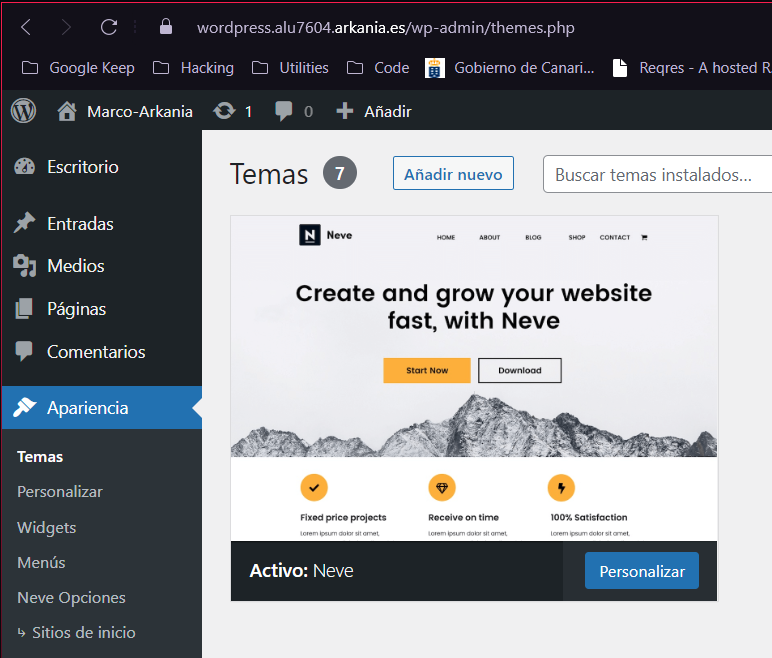 wordpress.alu7604.arkania.es/wp-admin/themes.php
Google Keep
Hacking
Utilities
Code
Gobierno de Canari...
Reqres - A hosted R
Marco-Arkania
1
0
Añadir
Escritorio
Entradas
Medios
Páginas
Comentarios
Apariencia
Temas
Personalizar
Widgets
Menús
Neve Opciones
↳ Sitios de inicio
Temas 7
Añadir nuevo
Buscar temas instalados...
N Neve
HOME ABOUT BLOG SHOP CONTACT
Create and grow your website
fast, with Neve
Start Now
Download
Fixed price projects
Lorem ipsum dolor sit amet,
Receive on time
Lorem ipsum dolor sit amet,
100% Satisfaction
Lorem ipsum dolor sit amet,
Activo: Neve
Personalizar